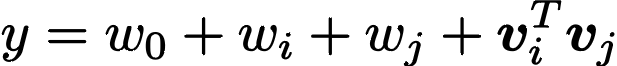 $y = w_0 + w_i + w_j + \boldsymbol{v}_i^T \boldsymbol{v}_j$